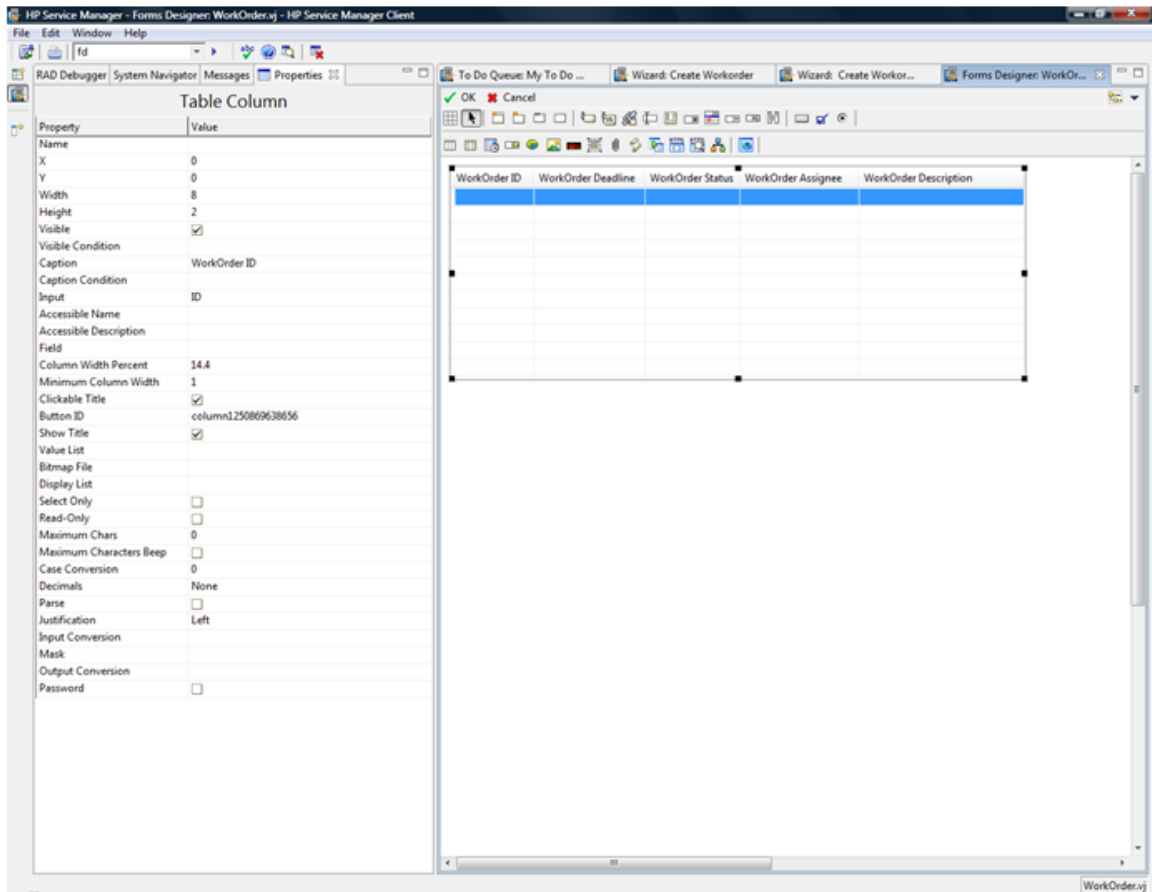 HP Service Manager - Forms Designer: WorkOrder.vj - HP Service Manager Client
File Edit Window Help
fd
RAD Debugger System Navigator Messages Properties
Table Column
Property Value
Name
X 0
Y 0
Width 8
Height 2
Visible
Visible Condition
Caption WorkOrder ID
Caption Condition
Input ID
Accessible Name
Accessible Description
Field
Column Width Percent 14.4
Minimum Column Width 1
Clickable Title
Button ID column1250869638656
Show Title
Value List
Bitmap File
Display List
Select Only
Read-Only
Maximum Chars 0
Maximum Characters Beep
Case Conversion 0
Decimals None
Parse
Justification Left
Input Conversion
Mask
Output Conversion
Password
To Do Queue: My To Do ... Wizard: Create Workorder Wizard: Create Workor... Forms Designer: WorkOr...
OK Cancel
WorkOrder ID WorkOrder Deadline WorkOrder Status WorkOrder Assignee WorkOrder Description
WorkOrder.vj